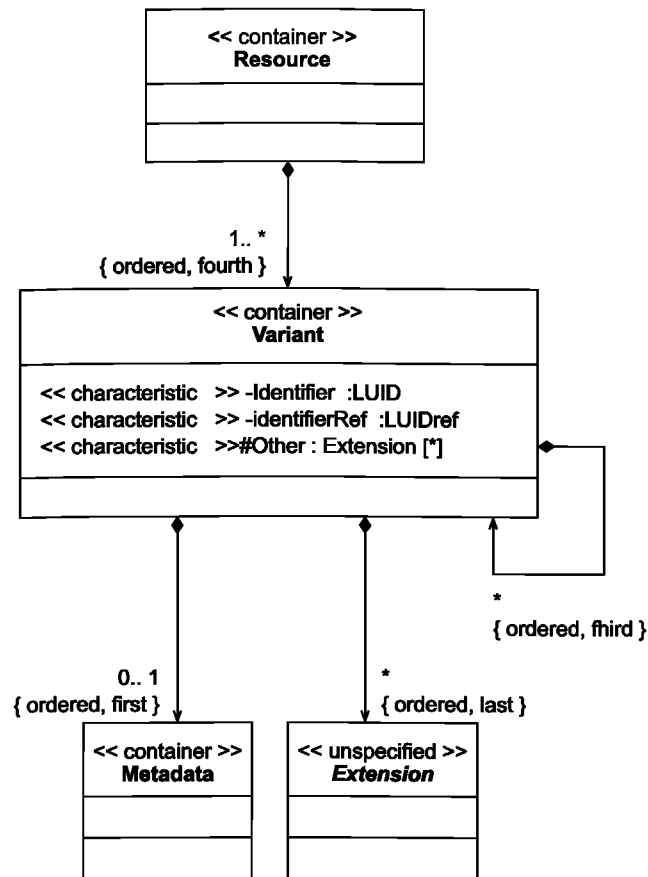 << container >>
Resource
1.. *
{ ordered, fourth }
<< container >>
Variant
<< characteristic >> -Identifier :LUID
<< characteristic >> -identifierRef :LUIDref
<< characteristic >>#Other : Extension [*]
*
{ ordered, fhird }
0.. 1
{ ordered, first }
*
{ ordered, last }
<< container >>
Metadada
<< unspecified >>
Extension